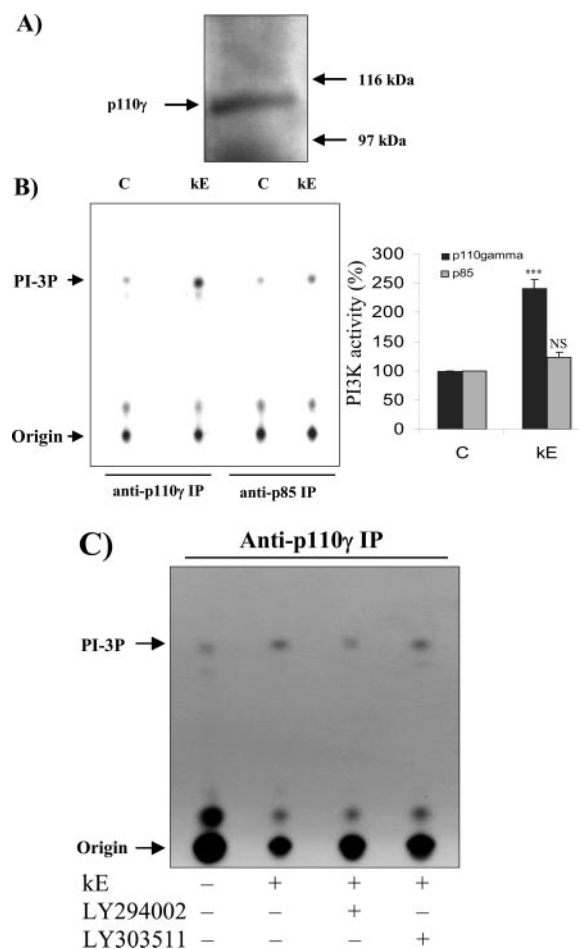 A)
116 kDa
p110γ
97 kDa
B)
C kE C kE
PI-3P
Origin
anti-p110γ IP anti-p85 IP
PI3K activity (%)
300
250
200
150
100
50
0
p110gamma
p85
***
NS
C kE
C)
Anti-p110γ IP
PI-3P
Origin
kE – + + +
LY294002 – – + –
LY303511 – – – +